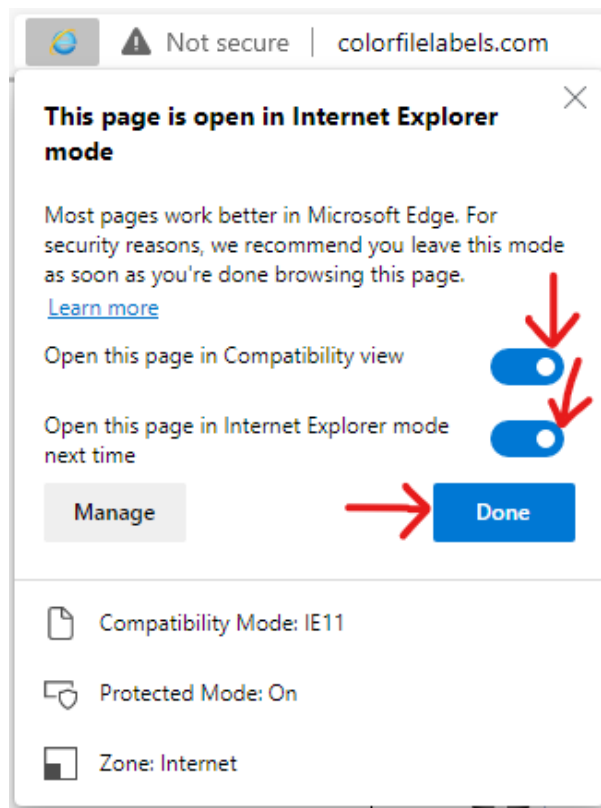 Not secure | colorfilelabels.com
This page is open in Internet Explorer
mode
Most pages work better in Microsoft Edge. For
security reasons, we recommend you leave this mode
as soon as you're done browsing this page.
Learn more
Open this page in Compatibility view
Open this page in Internet Explorer mode
next time
Manage
Done
Compatibility Mode: IE11
Protected Mode: On
Zone: Internet